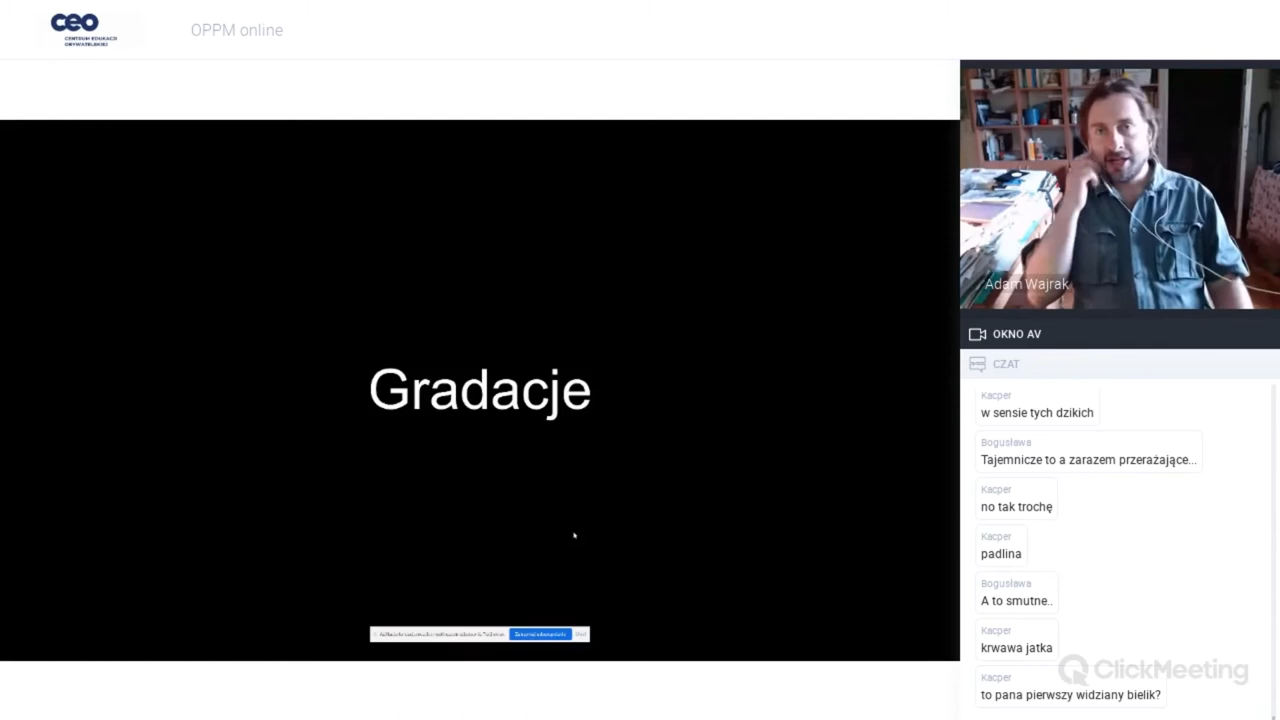 ceo
CENTRUM EDUKACJI
OBYWATELSKIEJ
OPPM online
Gradacje
Adam Wajrak
OKNO AV
CZAT
Kacper
w sensie tych dzikich
Bogusława
Tajemnicze to a zarazem przerażające...
Kacper
no tak trochę
Kacper
padlina
Bogusława
A to smutne..
Kacper
krwawa jatka
Kacper
to pana pierwszy widziany bielik?
ClickMeeting